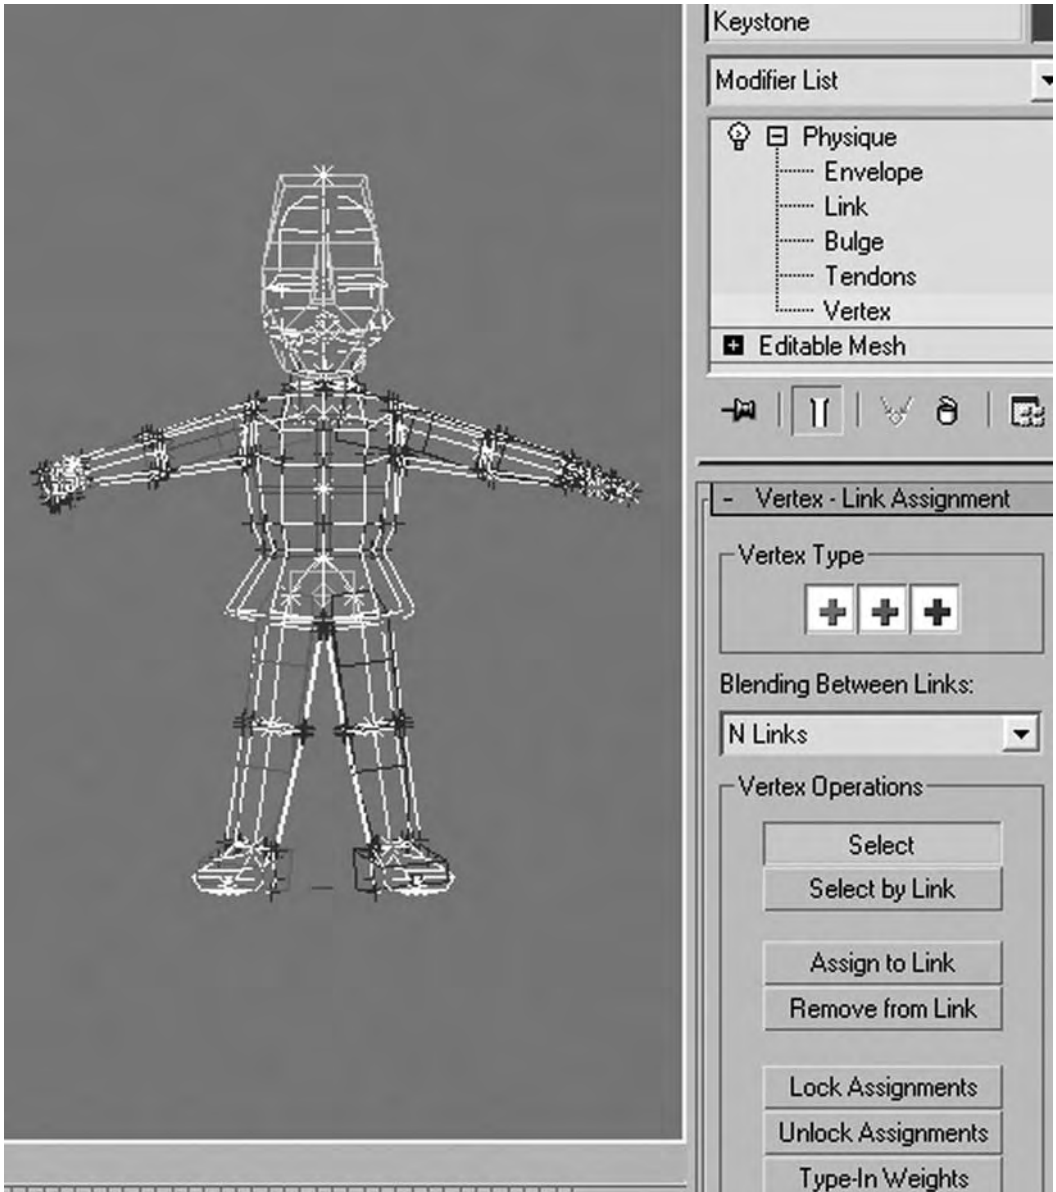 Keystone
Modifier List
Physique
Envelope
Link
Bulge
Tendons
Vertex
Editable Mesh
- Vertex - Link Assignment
Vertex Type
Blending Between Links:
N Links
Vertex Operations
Select
Select by Link
Assign to Link
Remove from Link
Lock Assignments
Unlock Assignments
Type-In Weights